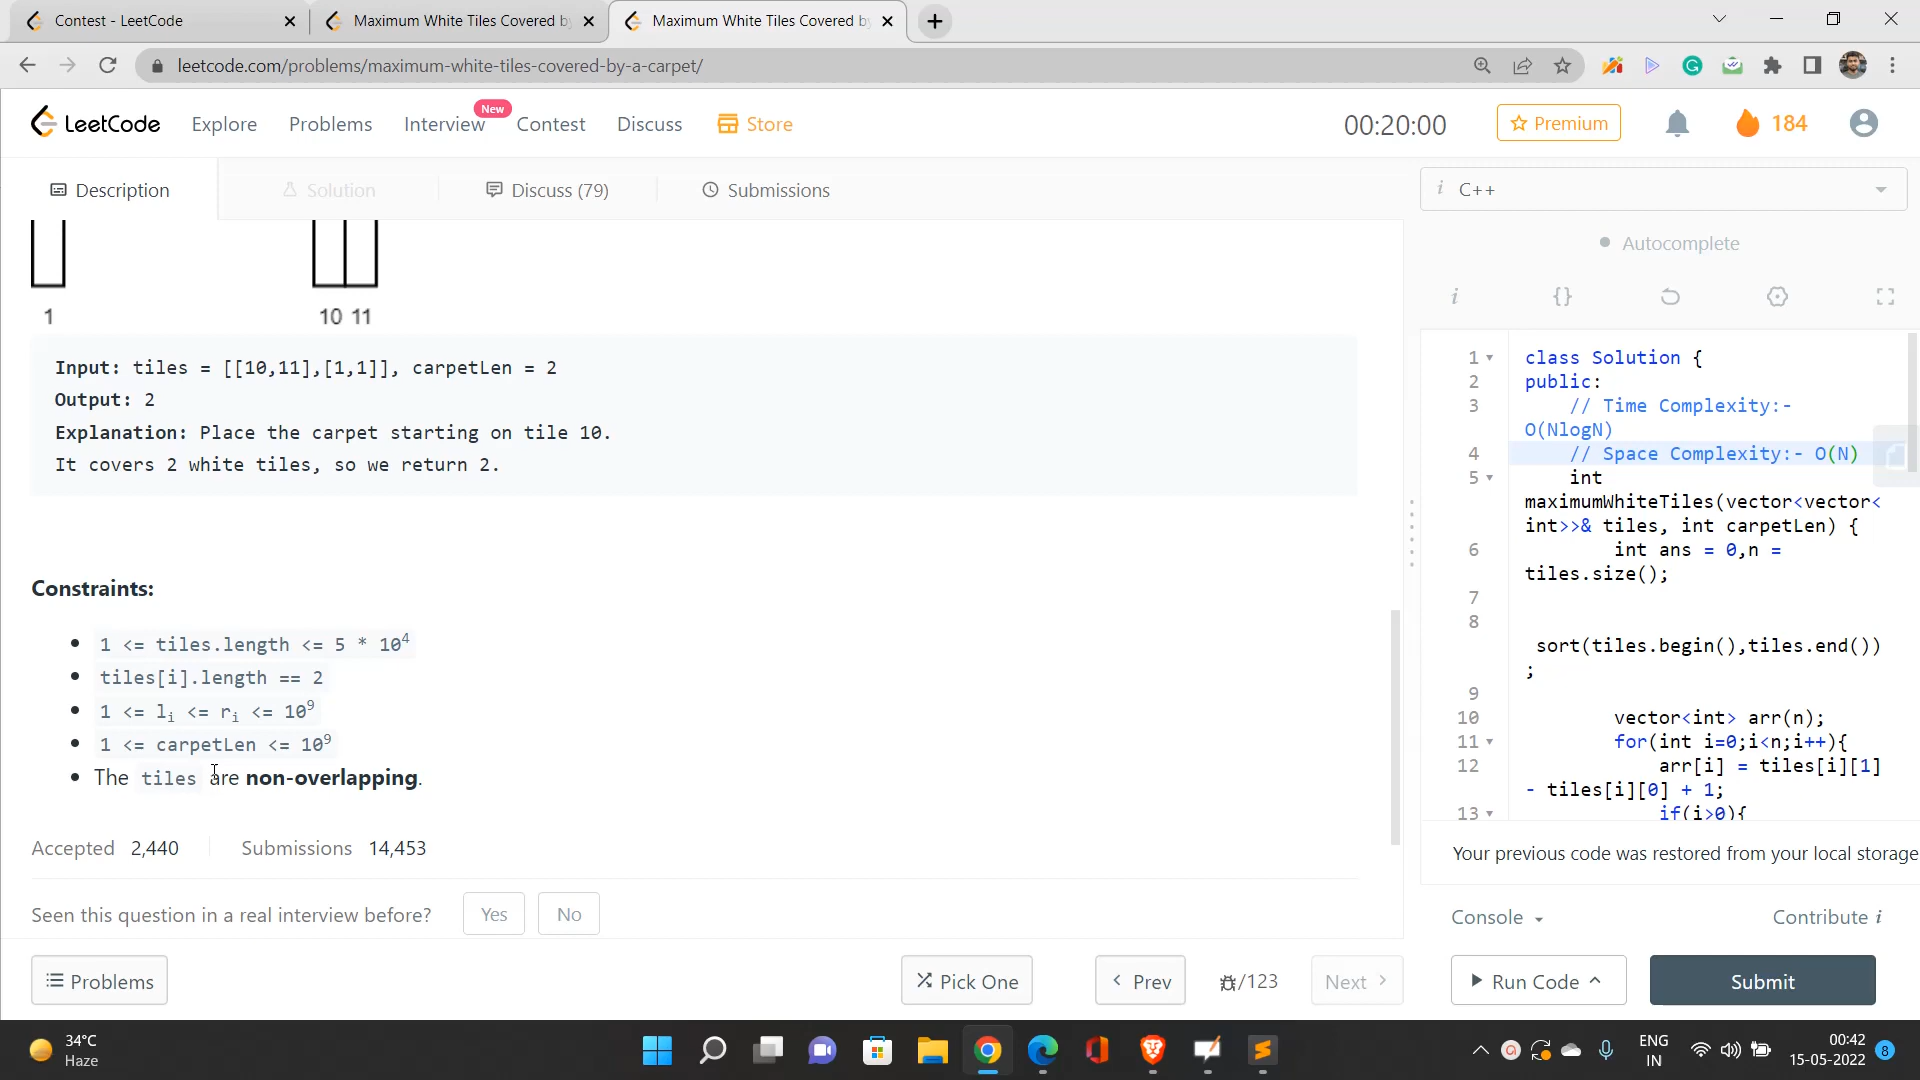 Contest - LeetCode
Maximum White Tiles Covered b
Maximum White Tiles Covered b
leetcode.com/problems/maximum-white-tiles-covered-by-a-carpet/
LeetCode
Explore
Problems
Interview
New
Contest
Discuss
Store
00:20:00
Premium
184
Description
Solution
Discuss (79)
Submissions
i C++
Autocomplete
1
10 11
Input: tiles = [[10,11],[1,1]], carpetLen = 2
Output: 2
Explanation: Place the carpet starting on tile 10.
It covers 2 white tiles, so we return 2.
Constraints:
1 <= tiles.length <= 5 * 10⁴
tiles[i].length == 2
1 <= lᵢ <= rᵢ <= 10⁹
1 <= carpetLen <= 10⁹
The tiles are non-overlapping.
Accepted 2,440 Submissions 14,453
Seen this question in a real interview before? Yes No
Problems
Pick One
Prev
/123
Next
i {}
1 class Solution {
2 public:
3 // Time Complexity:-
O(NlogN)
4 // Space Complexity:- O(N)
5 int
maximumWhiteTiles(vector<vector<
int>>& tiles, int carpetLen) {
6 int ans = 0,n =
tiles.size();
7
8
sort(tiles.begin(),tiles.end())
;
9
10 vector<int> arr(n);
11 for(int i=0;i<n;i++){
12 arr[i] = tiles[i][1]
- tiles[i][0] + 1;
13 if(i>0){
Your previous code was restored from your local storage
Console
Contribute i
Run Code
Submit
34°C
Haze
ENG
IN
00:42
15-05-2022
8